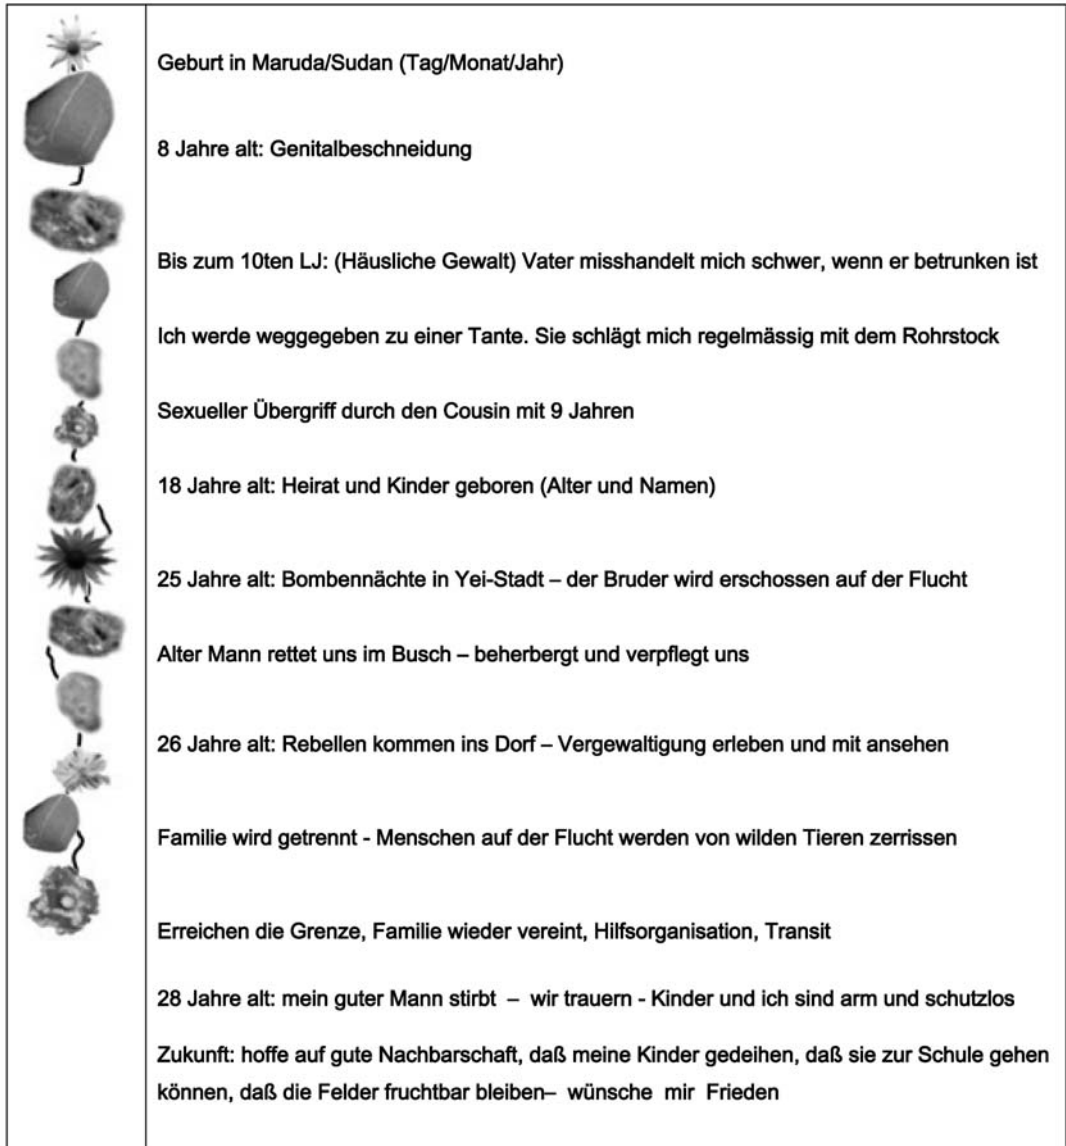 Geburt in Maruda/Sudan (Tag/Monat/Jahr)
8 Jahre alt: Genitalbeschneidung
Bis zum 10ten LJ: (Häusliche Gewalt) Vater misshandelt mich schwer, wenn er betrunken ist
Ich werde weggegeben zu einer Tante. Sie schlägt mich regelmässig mit dem Rohrstock
Sexueller Übergriff durch den Cousin mit 9 Jahren
18 Jahre alt: Heirat und Kinder geboren (Alter und Namen)
25 Jahre alt: Bombennächte in Yei-Stadt – der Bruder wird erschossen auf der Flucht
Alter Mann rettet uns im Busch – beherbergt und verpflegt uns
26 Jahre alt: Rebellen kommen ins Dorf – Vergewaltigung erleben und mit ansehen
Familie wird getrennt - Menschen auf der Flucht werden von wilden Tieren zerrissen
Erreichen die Grenze, Familie wieder vereint, Hilfsorganisation, Transit
28 Jahre alt: mein guter Mann stirbt – wir trauern - Kinder und ich sind arm und schutzlos
Zukunft: hoffe auf gute Nachbarschaft, daß meine Kinder gedeihen, daß sie zur Schule gehen
können, daß die Felder fruchtbar bleiben– wünsche mir Frieden